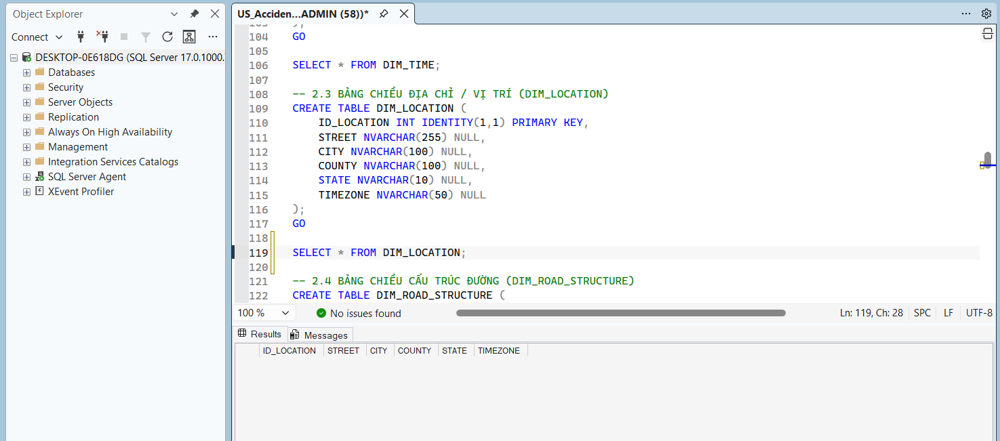 Object Explorer
Connect
DESKTOP-0E618DG (SQL Server 17.0.1000.
Databases
Security
Server Objects
Replication
Always On High Availability
Management
Integration Services Catalogs
SQL Server Agent
XEvent Profiler
US_Acciden...ADMIN (58))*
103 );
104 GO
105
106 SELECT * FROM DIM_TIME;
107
108 -- 2.3 BẢNG CHIỀU ĐỊA CHỈ / VỊ TRÍ (DIM_LOCATION)
109 CREATE TABLE DIM_LOCATION (
110 ID_LOCATION INT IDENTITY(1,1) PRIMARY KEY,
111 STREET NVARCHAR(255) NULL,
112 CITY NVARCHAR(100) NULL,
113 COUNTY NVARCHAR(100) NULL,
114 STATE NVARCHAR(10) NULL,
115 TIMEZONE NVARCHAR(50) NULL
116 );
117 GO
118
119 SELECT * FROM DIM_LOCATION;
120
121 -- 2.4 BẢNG CHIỀU CẤU TRÚC ĐƯỜNG (DIM_ROAD_STRUCTURE)
122 CREATE TABLE DIM_ROAD_STRUCTURE (
100 % No issues found Ln: 119, Ch: 28 SPC LF UTF-8
Results Messages
ID_LOCATION STREET CITY COUNTY STATE TIMEZONE